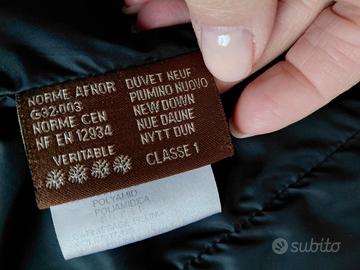 NORME AFNOR
G32-003
NORME CEN
NF EN 12934
VERITABLE
DUVET NEUF
PIUMINO NUOVO
NEW DOWN
NUE DAUNE
NYTT DUN
CLASSE 1
POLYAMID
POLIAMIDICA
subito